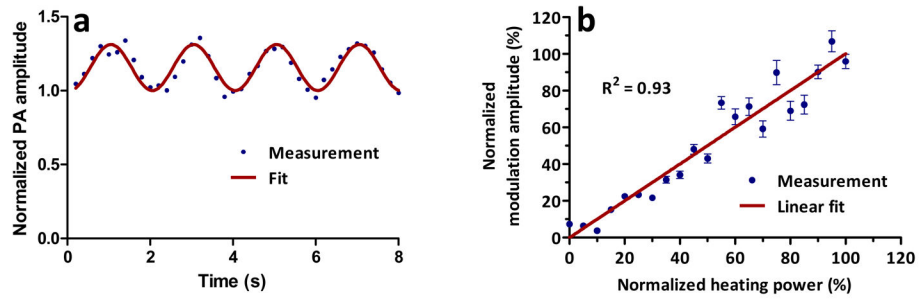 a
Normalized PA amplitude
1.5
1.0
0.5
0.0
Measurement
Fit
0 2 4 6 8
Time (s)
b
Normalized
modulation amplitude (%)
120
100
80
60
40
20
0
R² = 0.93
Measurement
Linear fit
0 20 40 60 80 100 120
Normalized heating power (%)